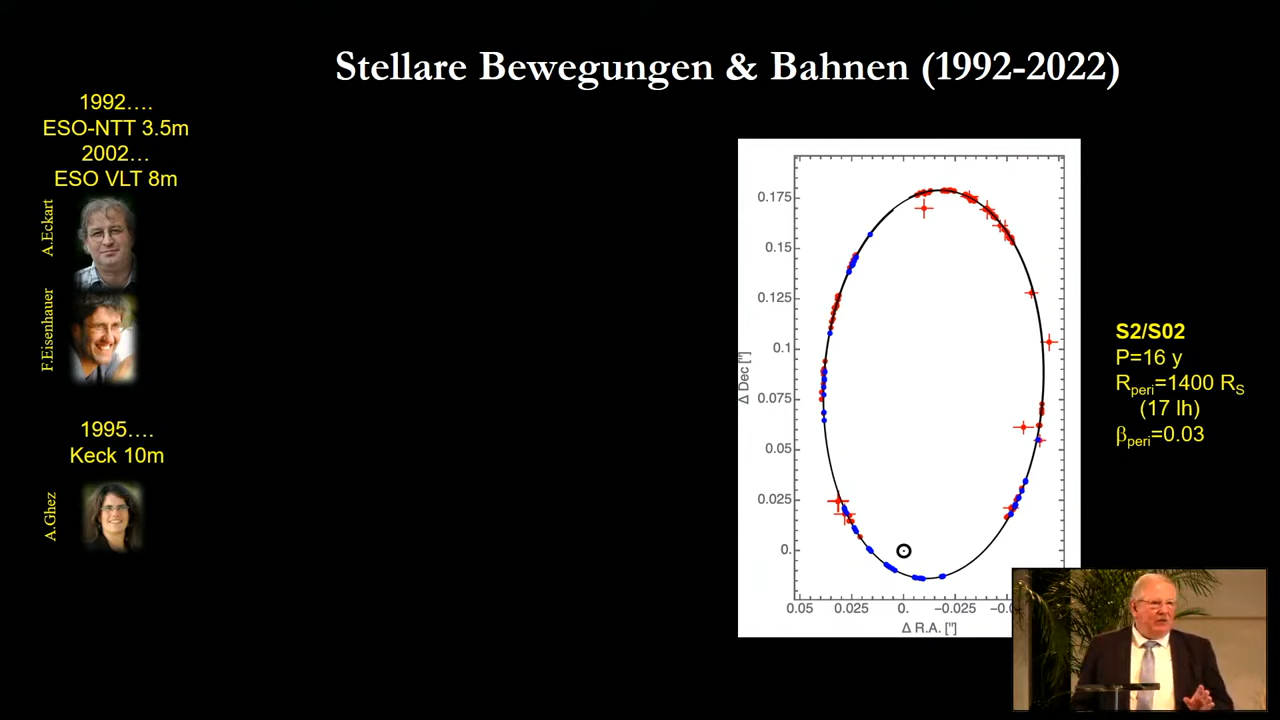 Stellare Bewegungen & Bahnen (1992-2022)
1992….
ESO-NTT 3.5m
2002…
ESO VLT 8m
A.Eckart
F.Eisenhauer
1995….
Keck 10m
A.Ghez
0.175
0.15
0.125
0.1
0.075
0.05
0.025
0.
Δ Dec ["]
0.05 0.025 0. −0.025
Δ R.A. ["]
S2/S02
P=16 y
Rperi=1400 RS
(17 lh)
βperi=0.03